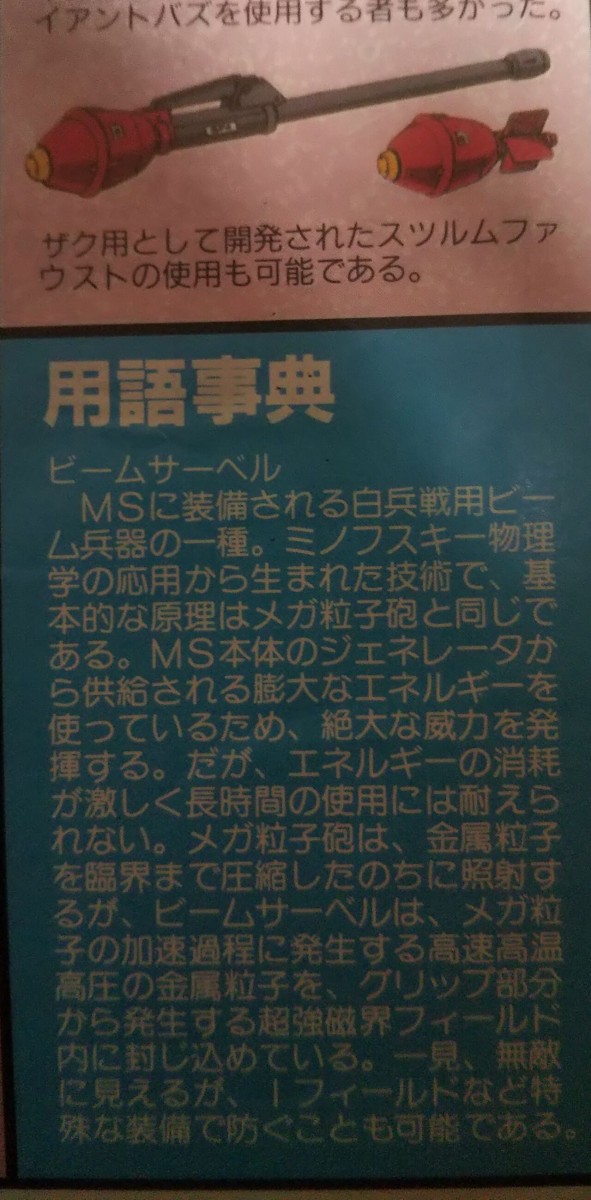 イアントバズを使用する者も多かった。
ザク用として開発されたスツルムファ
ウストの使用も可能である。
用語事典
ビームサーベル
　MSに装備される白兵戦用ビー
ム兵器の一種。ミノフスキー物理
学の応用から生まれた技術で、基
本的な原理はメガ粒子砲と同じで
ある。MS本体のジェネレータか
ら供給される膨大なエネルギーを
使っているため、絶大な威力を発
揮する。だが、エネルギーの消耗
が激しく長時間の使用には耐えら
れない。メガ粒子砲は、金属粒子
を臨界まで圧縮したのちに照射す
るが、ビームサーベルは、メガ粒
子の加速過程に発生する高速高温
高圧の金属粒子を、グリップ部分
から発生する超強磁界フィールド
内に封じ込めている。一見、無敵
に見えるが、Iフィールドなど特
殊な装備で防ぐことも可能である。